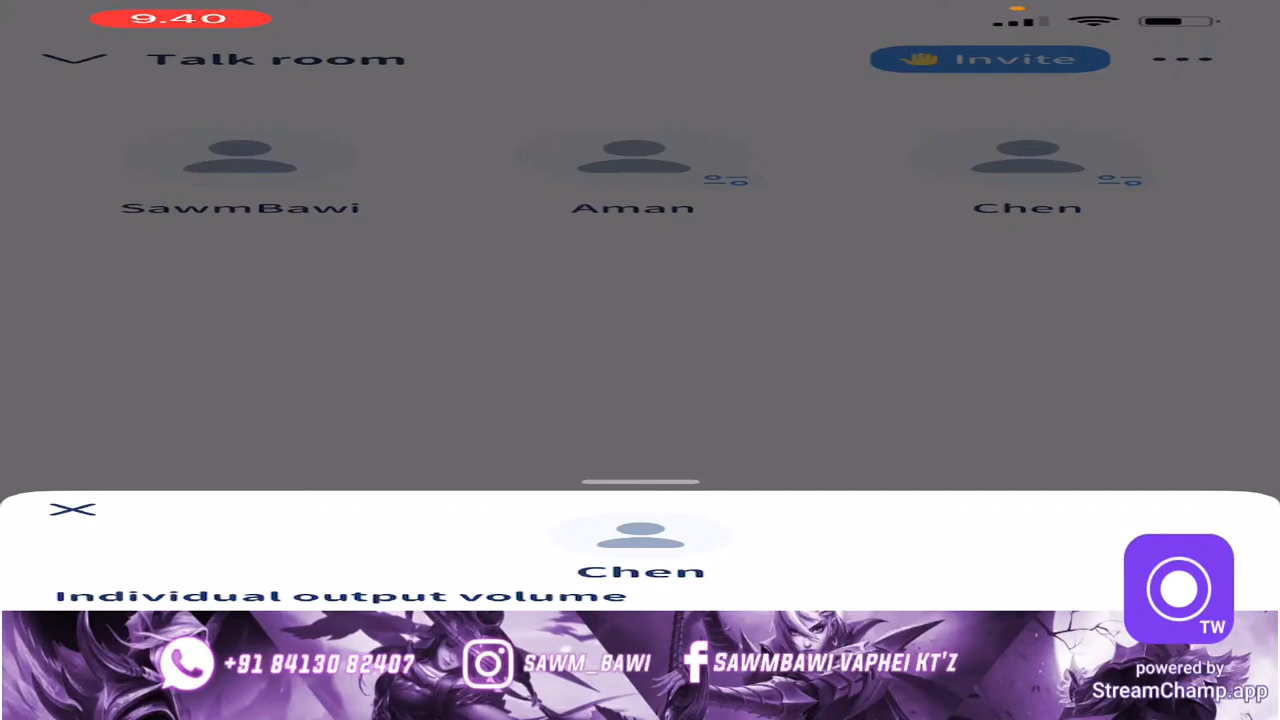 9.40
Talk room
Invite
SawmBawi
Aman
Chen
Chen
Individual output volume
TW
+91 84130 82407
SAWM_BAWI
SAWMBAWI VAPHEI KT'Z
powered by
StreamChamp.app